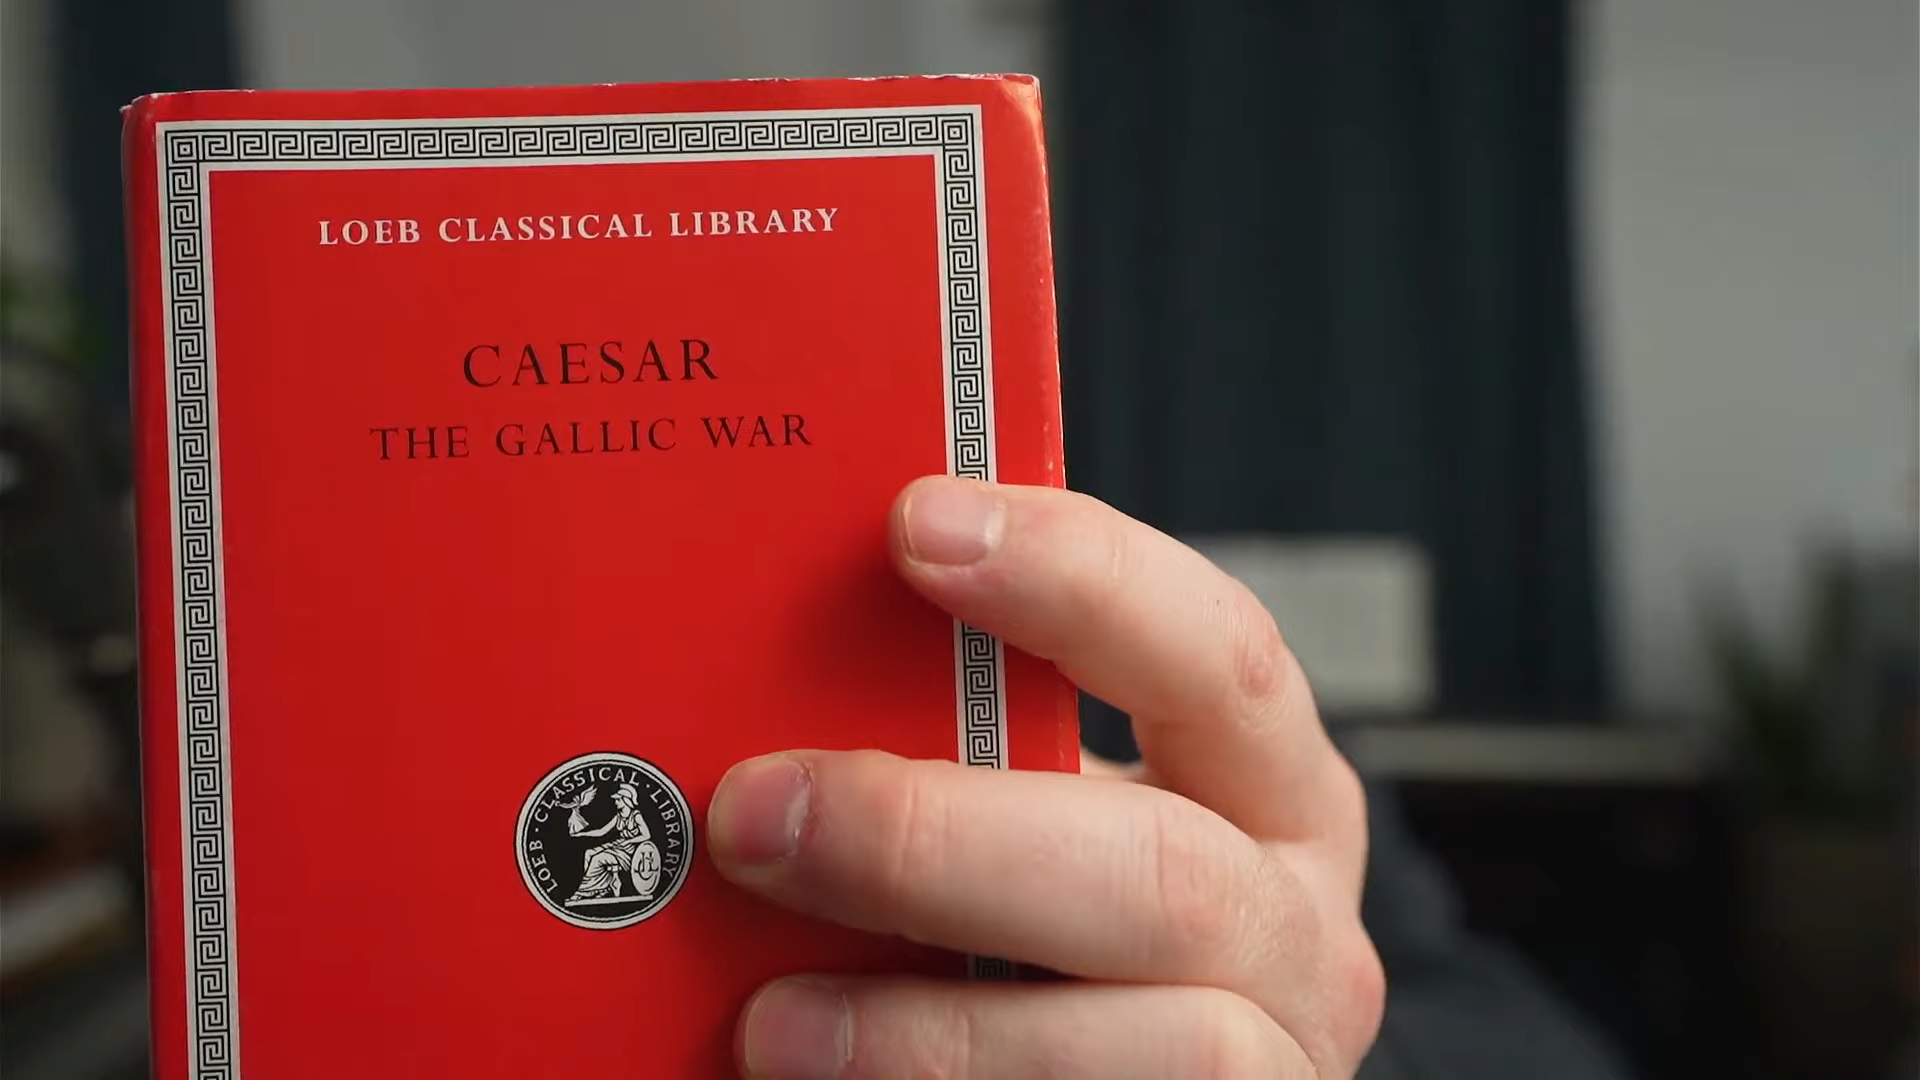 LOEB CLASSICAL LIBRARY
CAESAR
THE GALLIC WAR
LOEB · CLASSICAL · LIBRARY